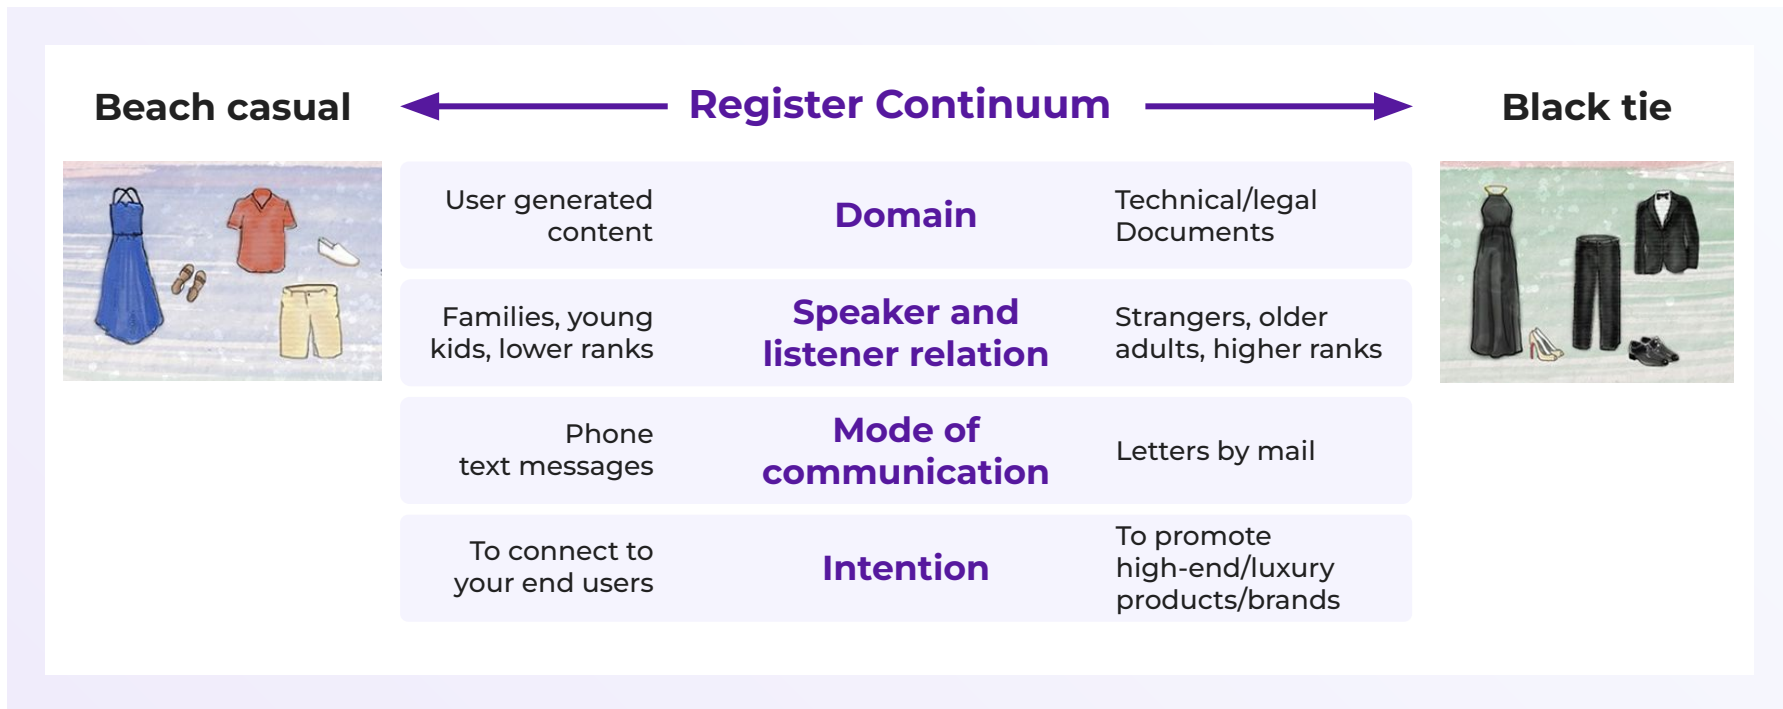 Beach casual
Register Continuum
Black tie
User generated
content
Domain
Technical/legal
Documents
Families, young
kids, lower ranks
Speaker and
listener relation
Strangers, older
adults, higher ranks
Phone
text messages
Mode of
communication
Letters by mail
To connect to
your end users
Intention
To promote
high-end/luxury
products/brands